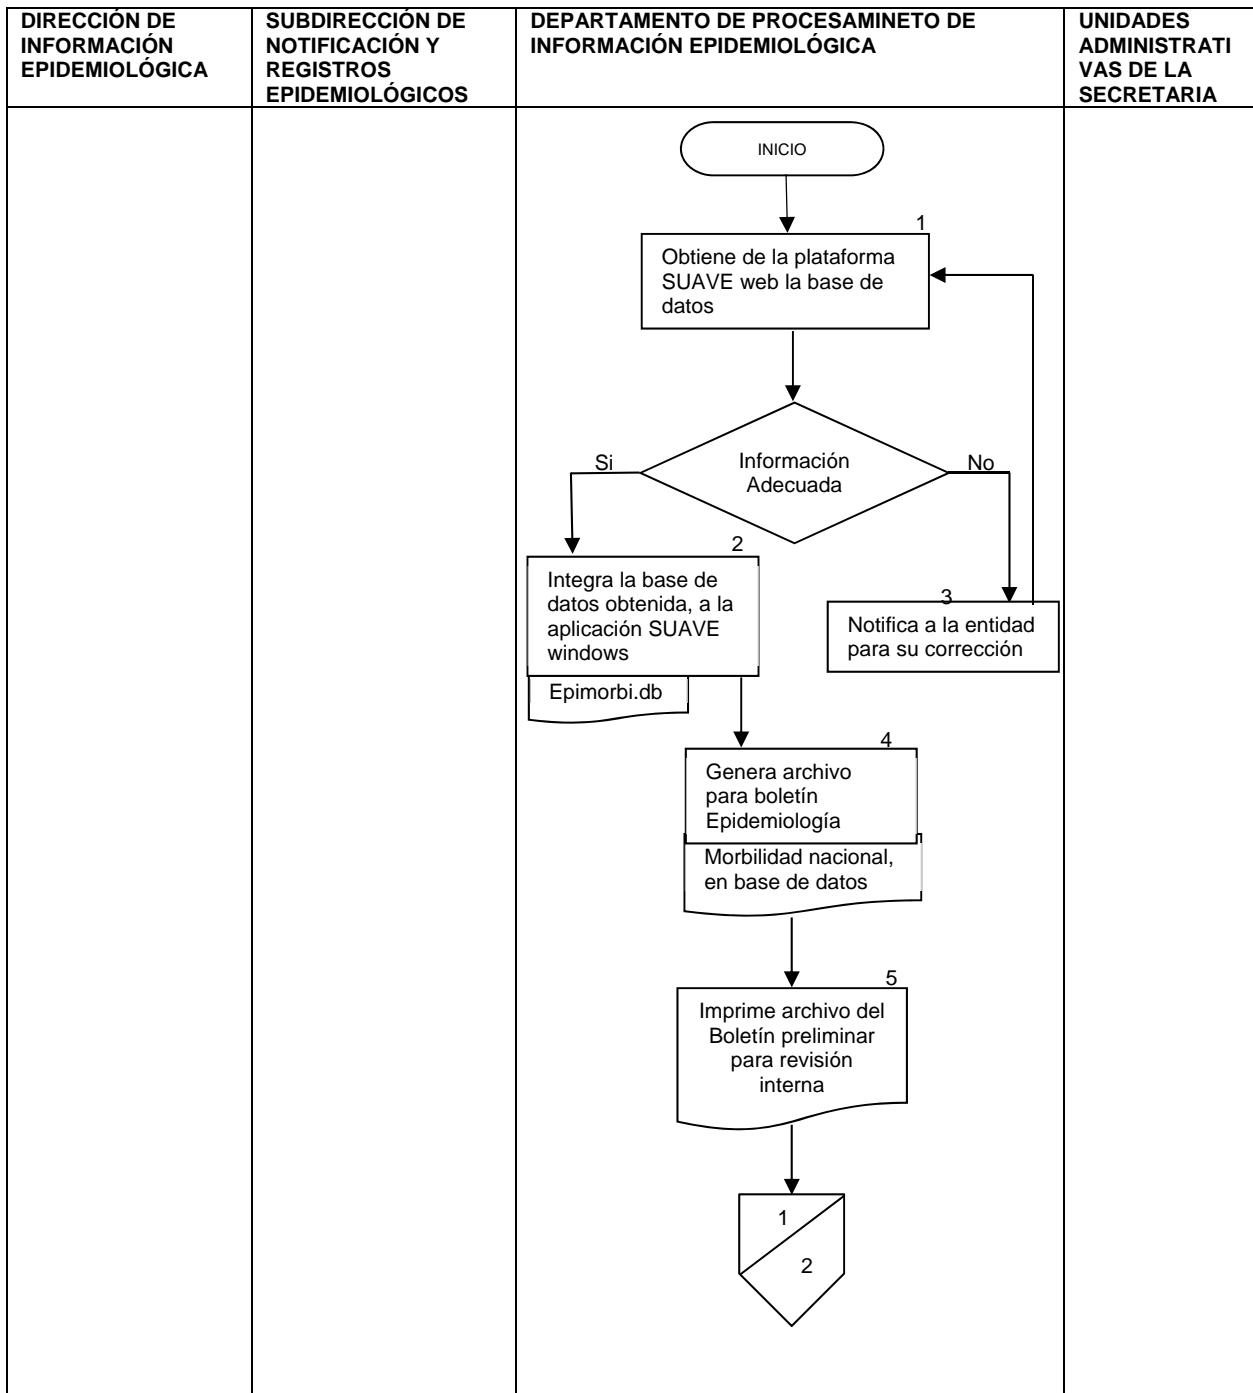 DIRECCIÓN DE
INFORMACIÓN
EPIDEMIOLÓGICA
SUBDIRECCIÓN DE
NOTIFICACIÓN Y
REGISTROS
EPIDEMIOLÓGICOS
DEPARTAMENTO DE PROCESAMINETO DE
INFORMACIÓN EPIDEMIOLÓGICA
UNIDADES
ADMINISTRATI
VAS DE LA
SECRETARIA
INICIO
1
Obtiene de la plataforma
SUAVE web la base de
datos
Información
Adecuada
Si
No
2
Integra la base de
datos obtenida, a la
aplicación SUAVE
windows
Epimorbi.db
3
Notifica a la entidad
para su corrección
4
Genera archivo
para boletín
Epidemiología
Morbilidad nacional,
en base de datos
5
Imprime archivo del
Boletín preliminar
para revisión
interna
1
2